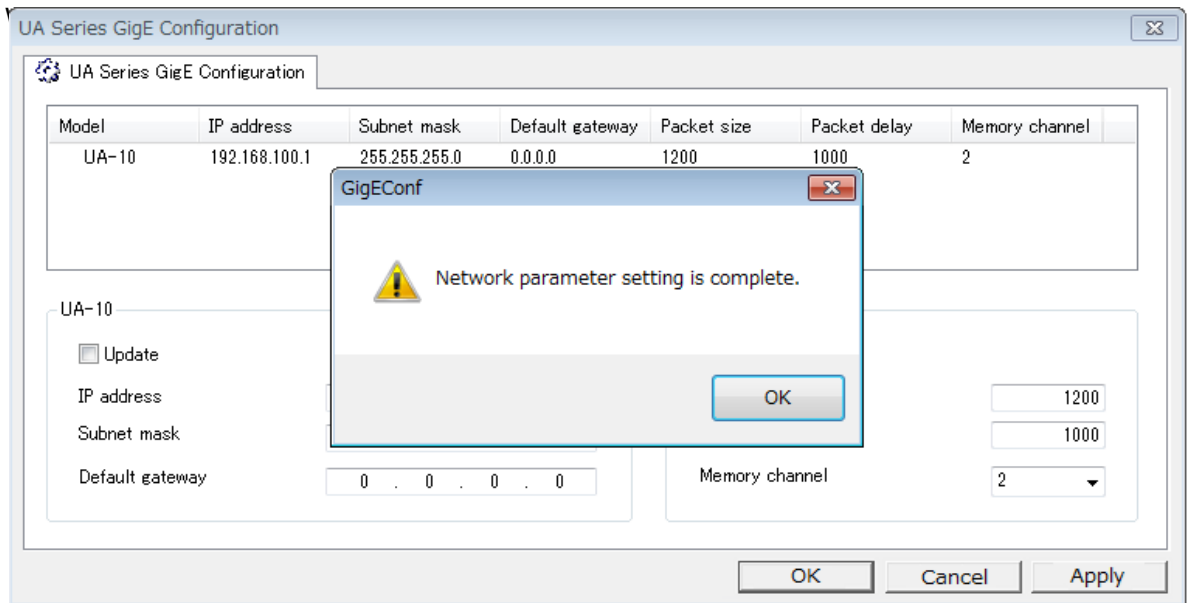 UA Series GigE Configuration
UA Series GigE Configuration
Model IP address Subnet mask Default gateway Packet size Packet delay Memory channel
UA-10 192.168.100.1 255.255.255.0 0.0.0.0 1200 1000 2
GigEConf
Network parameter setting is complete.
OK
UA-10
Update
IP address 1200
Subnet mask 1000
Default gateway 0 . 0 . 0 . 0 Memory channel 2
OK Cancel Apply